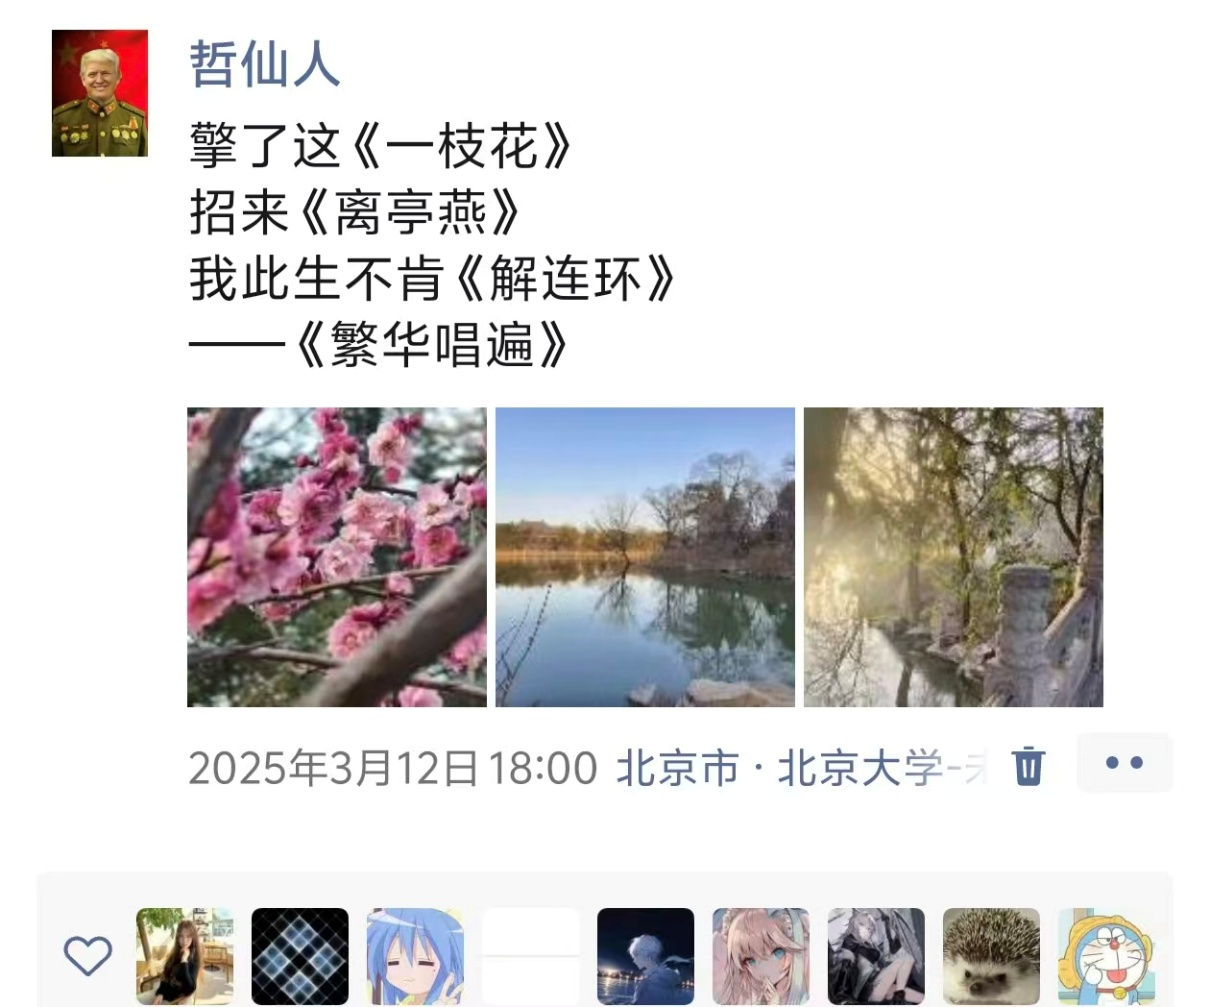 哲仙人
擎了这《一枝花》
招来《离亭燕》
我此生不肯《解连环》
——《繁华唱遍》
2025年3月12日 18:00 北京市·北京大学-未